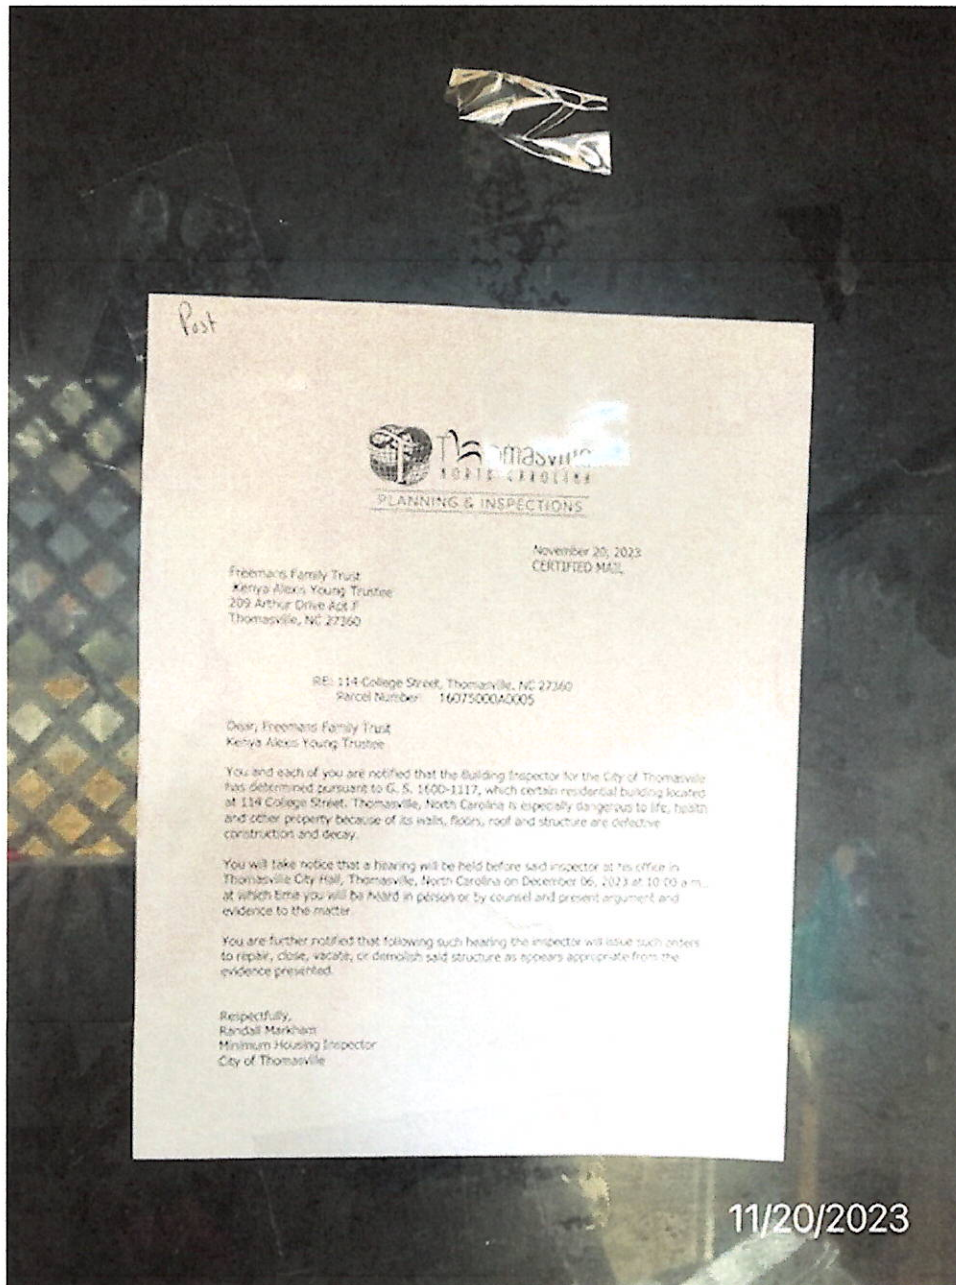 Post
Thomasville
NORTH CAROLINA
PLANNING & INSPECTIONS
November 20, 2023
CERTIFIED MAIL
Freemans Family Trust
Kenya Alexis Young Trustee
209 Arthur Drive Apt F
Thomasville, NC 27360
RE: 114 College Street, Thomasville, NC 27360
Parcel Number: 16075000A0005
Dear, Freemans Family Trust
Kenya Alexis Young Trustee
You and each of you are notified that the Building Inspector for the City of Thomasville
has determined pursuant to G. S. 160D-1117, which certain residential building located
at 114 College Street, Thomasville, North Carolina is especially dangerous to life, health
and other property because of its walls, floors, roof and structure are defective
construction and decay.
You will take notice that a hearing will be held before said inspector at his office in
Thomasville City Hall, Thomasville, North Carolina on December 06, 2023 at 10:00 a.m.,
at which time you will be heard in person or by counsel and present argument and
evidence to the matter.
You are further notified that following such hearing the inspector will issue such orders
to repair, close, vacate, or demolish said structure as appears appropriate from the
evidence presented.
Respectfully,
Randall Markham
Minimum Housing Inspector
City of Thomasville
11/20/2023